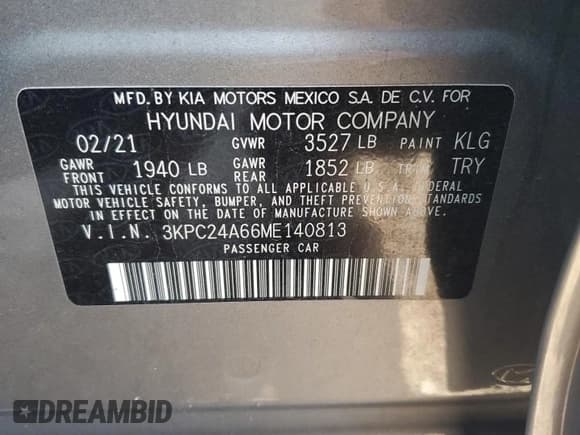 MFD. BY KIA MOTORS MEXICO S.A. DE C.V. FOR
HYUNDAI MOTOR COMPANY
02/21 GVWR 3527 LB PAINT KLG
GAWR FRONT 1940 LB GAWR REAR 1852 LB TRIM TRY
THIS VEHICLE CONFORMS TO ALL APPLICABLE U.S.A. FEDERAL
MOTOR VEHICLE SAFETY, BUMPER, AND THEFT PREVENTION STANDARDS
IN EFFECT ON THE DATE OF MANUFACTURE SHOWN ABOVE.
V.I.N. 3KPC24A66ME140813
PASSENGER CAR
DREAMBID